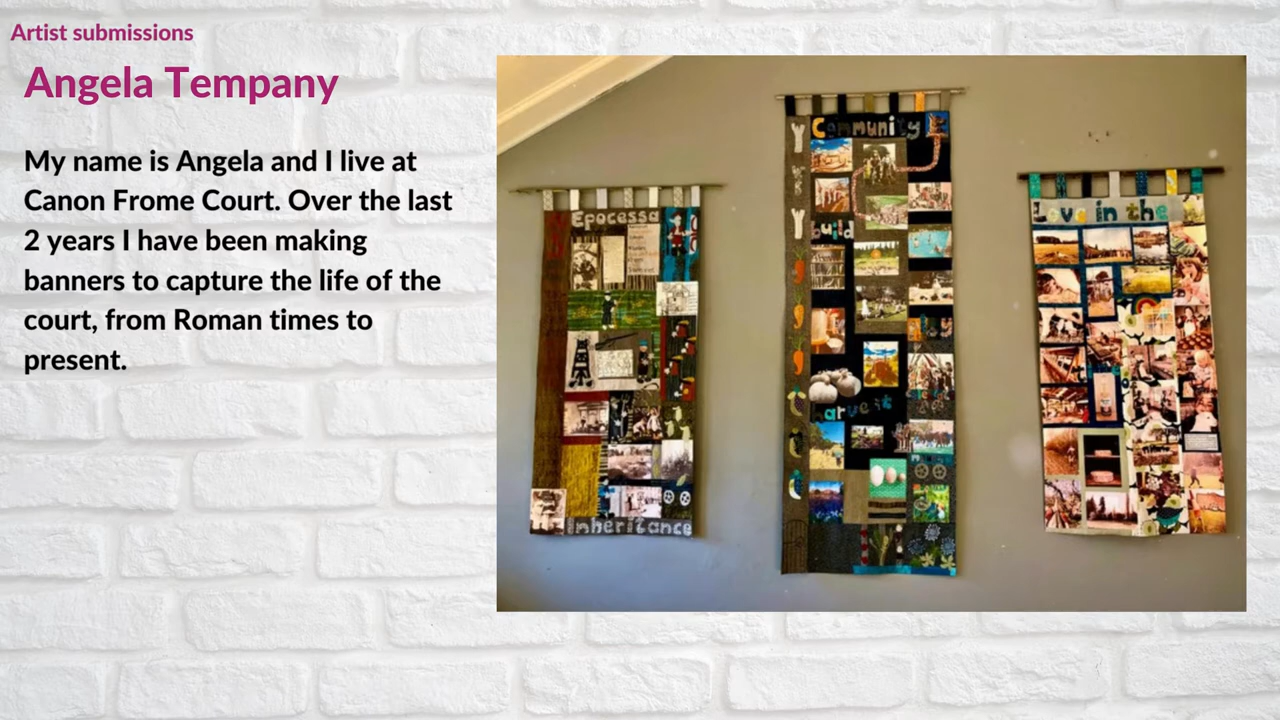 Artist submissions
Angela Tempany
My name is Angela and I live at
Canon Frome Court. Over the last
2 years I have been making
banners to capture the life of the
court, from Roman times to
present.
Epocessa
inheritance
Community
build
Love in the